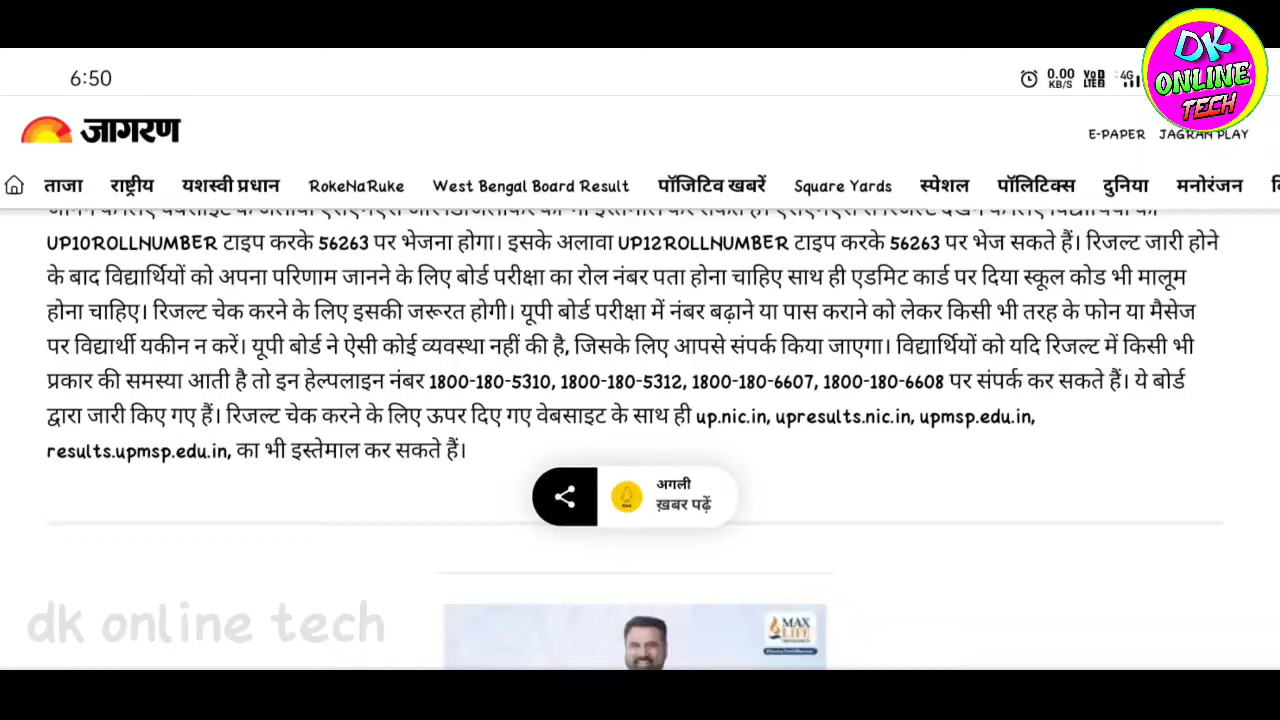 6:50
0.00 KB/S
4G
DK
ONLINE
TECH
जागरण
E-PAPER JAGRAN PLAY
ताजा राष्ट्रीय यशस्वी प्रधान RokeNaRuke West Bengal Board Result पॉजिटिव खबरें Square Yards स्पेशल पॉलिटिक्स दुनिया मनोरंजन
UP10ROLLNUMBER टाइप करके 56263 पर भेजना होगा। इसके अलावा UP12ROLLNUMBER टाइप करके 56263 पर भेज सकते हैं। रिजल्ट जारी होने
के बाद विद्यार्थियों को अपना परिणाम जानने के लिए बोर्ड परीक्षा का रोल नंबर पता होना चाहिए साथ ही एडमिट कार्ड पर दिया स्कूल कोड भी मालूम
होना चाहिए। रिजल्ट चेक करने के लिए इसकी जरूरत होगी। यूपी बोर्ड परीक्षा में नंबर बढ़ाने या पास कराने को लेकर किसी भी तरह के फोन या मैसेज
पर विद्यार्थी यकीन न करें। यूपी बोर्ड ने ऐसी कोई व्यवस्था नहीं की है, जिसके लिए आपसे संपर्क किया जाएगा। विद्यार्थियों को यदि रिजल्ट में किसी भी
प्रकार की समस्या आती है तो इन हेल्पलाइन नंबर 1800-180-5310, 1800-180-5312, 1800-180-6607, 1800-180-6608 पर संपर्क कर सकते हैं। ये बोर्ड
द्वारा जारी किए गए हैं। रिजल्ट चेक करने के लिए ऊपर दिए गए वेबसाइट के साथ ही up.nic.in, upresults.nic.in, upmsp.edu.in,
results.upmsp.edu.in, का भी इस्तेमाल कर सकते हैं।
अगली
ख़बर पढ़ें
dk online tech
MAX
LIFE